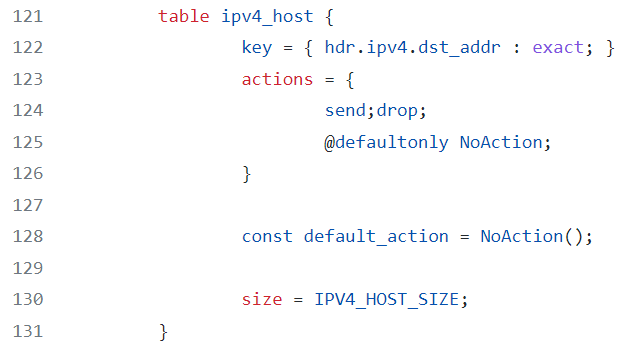 121 table ipv4_host {
122 key = { hdr.ipv4.dst_addr : exact; }
123 actions = {
124 send;drop;
125 @defaultonly NoAction;
126 }
127
128 const default_action = NoAction();
129
130 size = IPV4_HOST_SIZE;
131 }